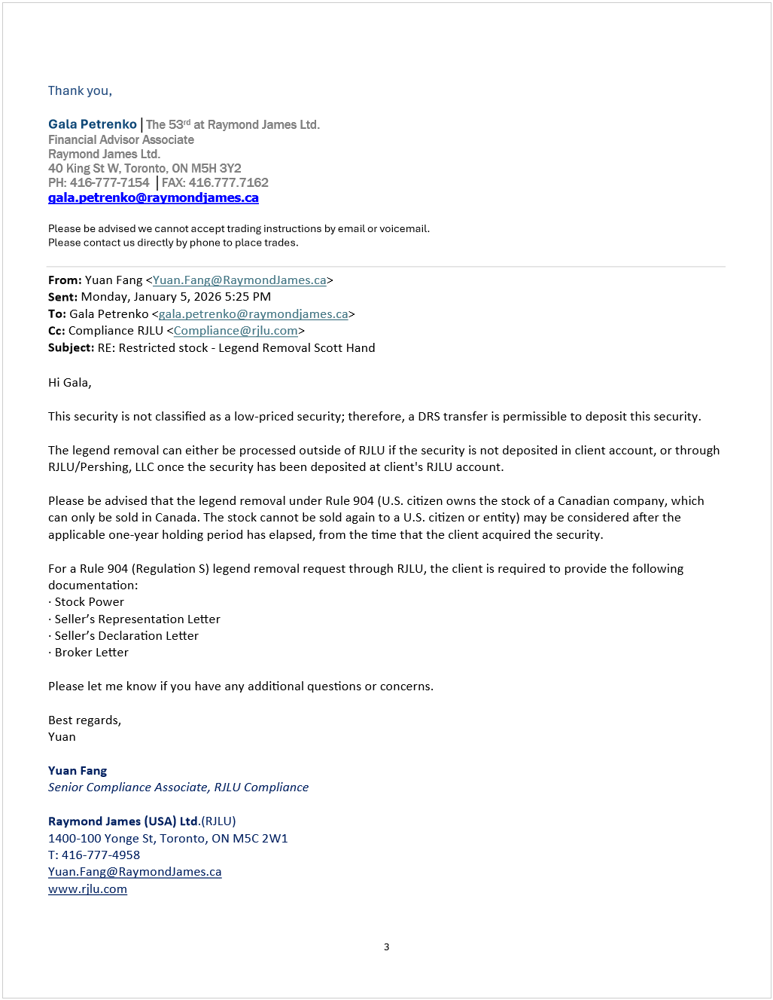 Thank you,
Gala Petrenko | The 53rd at Raymond James Ltd.
Financial Advisor Associate
Raymond James Ltd.
40 King St W, Toronto, ON M5H 3Y2
PH: 416-777-7154 | FAX: 416.777.7162
gala.petrenko@raymondjames.ca
Please be advised we cannot accept trading instructions by email or voicemail.
Please contact us directly by phone to place trades.
From: Yuan Fang <Yuan.Fang@RaymondJames.ca>
Sent: Monday, January 5, 2026 5:25 PM
To: Gala Petrenko <gala.petrenko@raymondjames.ca>
Cc: Compliance RJLU <Compliance@rjlu.com>
Subject: RE: Restricted stock - Legend Removal Scott Hand
Hi Gala,
This security is not classified as a low-priced security; therefore, a DRS transfer is permissible to deposit this security.
The legend removal can either be processed outside of RJLU if the security is not deposited in client account, or through
RJLU/Pershing, LLC once the security has been deposited at client's RJLU account.
Please be advised that the legend removal under Rule 904 (U.S. citizen owns the stock of a Canadian company, which
can only be sold in Canada. The stock cannot be sold again to a U.S. citizen or entity) may be considered after the
applicable one-year holding period has elapsed, from the time that the client acquired the security.
For a Rule 904 (Regulation S) legend removal request through RJLU, the client is required to provide the following
documentation:
· Stock Power
· Seller’s Representation Letter
· Seller’s Declaration Letter
· Broker Letter
Please let me know if you have any additional questions or concerns.
Best regards,
Yuan
Yuan Fang
Senior Compliance Associate, RJLU Compliance
Raymond James (USA) Ltd.(RJLU)
1400-100 Yonge St, Toronto, ON M5C 2W1
T: 416-777-4958
Yuan.Fang@RaymondJames.ca
www.rjlu.com
3